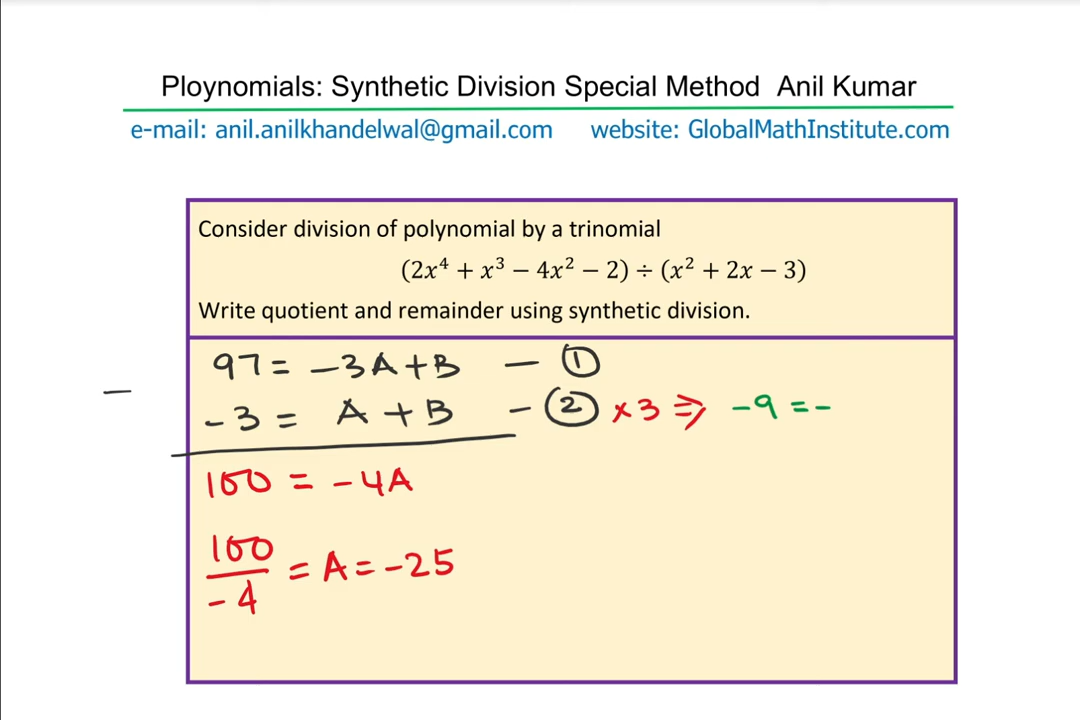 Ploynomials: Synthetic Division Special Method Anil Kumar
e-mail: anil.anilkhandelwal@gmail.com website: GlobalMathInstitute.com
Consider division of polynomial by a trinomial
(2x⁴ + x³ − 4x² − 2) ÷ (x² + 2x − 3)
Write quotient and remainder using synthetic division.
97 = -3A + B - ①
-
-3 = A + B - ② ×3 ⇒ -9 = -
100 = -4A
100/-4 = A = -25